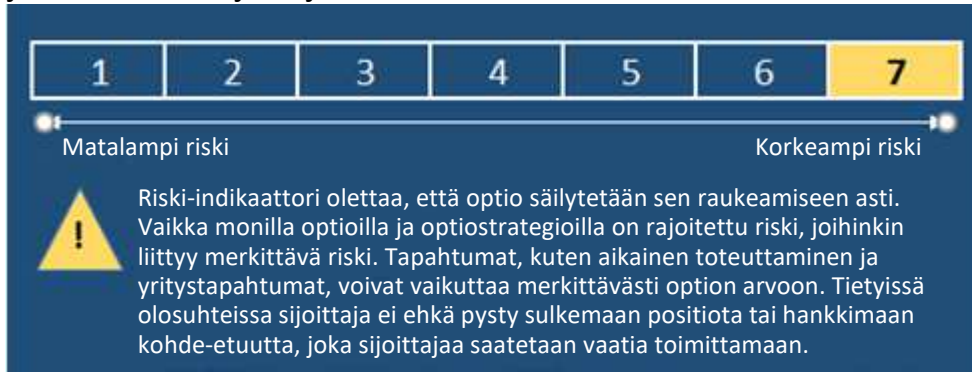 1 2 3 4 5 6 7
Matalampi riski Korkeampi riski
Riski-indikaattori olettaa, että optio säilytetään sen raukeamiseen asti.
! Vaikka monilla optioilla ja optiostrategioilla on rajoitettu riski, joihinkin
liittyy merkittävä riski. Tapahtumat, kuten aikainen toteuttaminen ja
yritystapahtumat, voivat vaikuttaa merkittävästi option arvoon. Tietyissä
olosuhteissa sijoittaja ei ehkä pysty sulkemaan positiota tai hankkimaan
kohde-etuutta, joka sijoittajaa saatetaan vaatia toimittamaan.